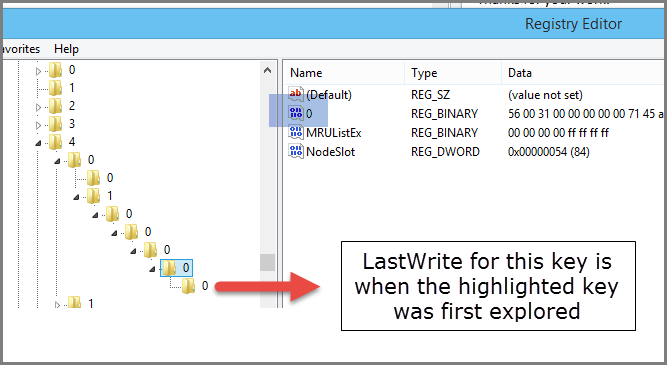 Registry Editor
avorites Help
0
1
2
3
4
0
0
1
0
0
0
0
0
1
Name Type Data
(Default) REG_SZ (value not set)
0 REG_BINARY 56 00 31 00 00 00 00 00 71 45 a
MRUListEx REG_BINARY 00 00 00 00 ff ff ff ff
NodeSlot REG_DWORD 0x00000054 (84)
LastWrite for this key is
when the highlighted key
was first explored